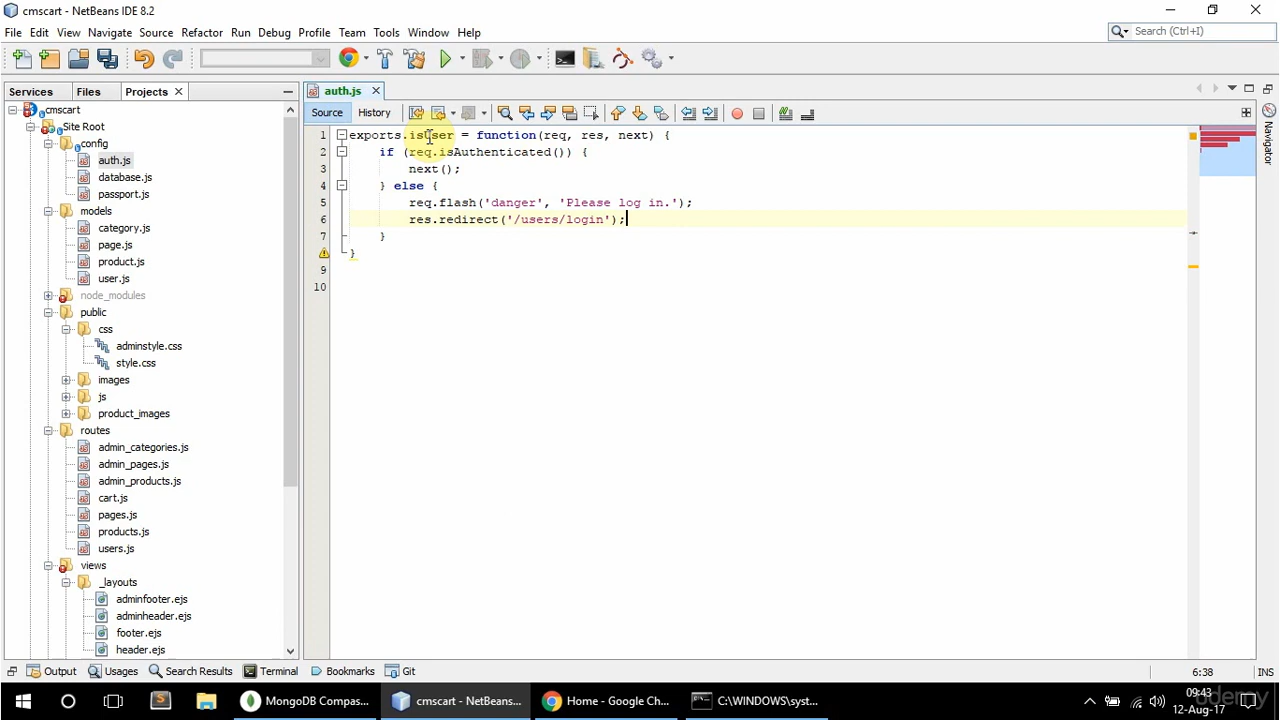 cmscart - NetBeans IDE 8.2
File Edit View Navigate Source Refactor Run Debug Profile Team Tools Window Help
Search (Ctrl+I)
Services Files Projects
auth.js
Source History
cmscart
Site Root
config
auth.js
database.js
passport.js
models
category.js
page.js
product.js
user.js
node_modules
public
css
adminstyle.css
style.css
images
js
product_images
routes
admin_categories.js
admin_pages.js
admin_products.js
cart.js
pages.js
products.js
users.js
views
_layouts
adminfooter.ejs
adminheader.ejs
footer.ejs
header.ejs
1 exports.isUser = function(req, res, next) {
2 if (req.isAuthenticated()) {
3 next();
4 } else {
5 req.flash('danger', 'Please log in.');
6 res.redirect('/users/login');
7 }
}
9
10
Navigator
Output Usages Search Results Terminal Bookmarks Git
6:38 INS
MongoDB Compas...
cmscart - NetBeans...
Home - Google Ch...
C:\WINDOWS\syst...
09:43
12-Aug-17
udemy